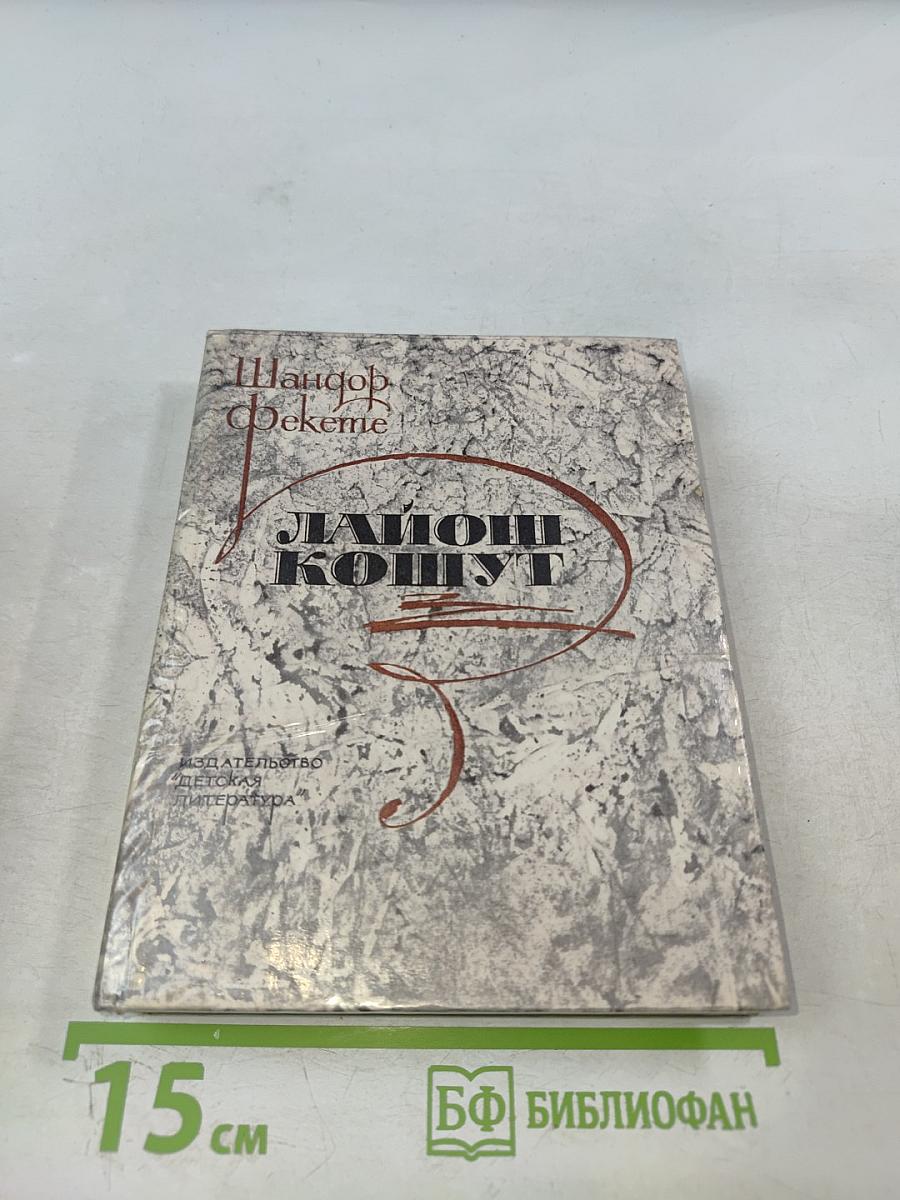 Шандор
Фекете
ЛАЙОШ
КОШУТ
ИЗДАТЕЛЬСТВО
"ДЕТСКАЯ
ЛИТЕРАТУРА"
15 см
БФ БИБЛИОФАН